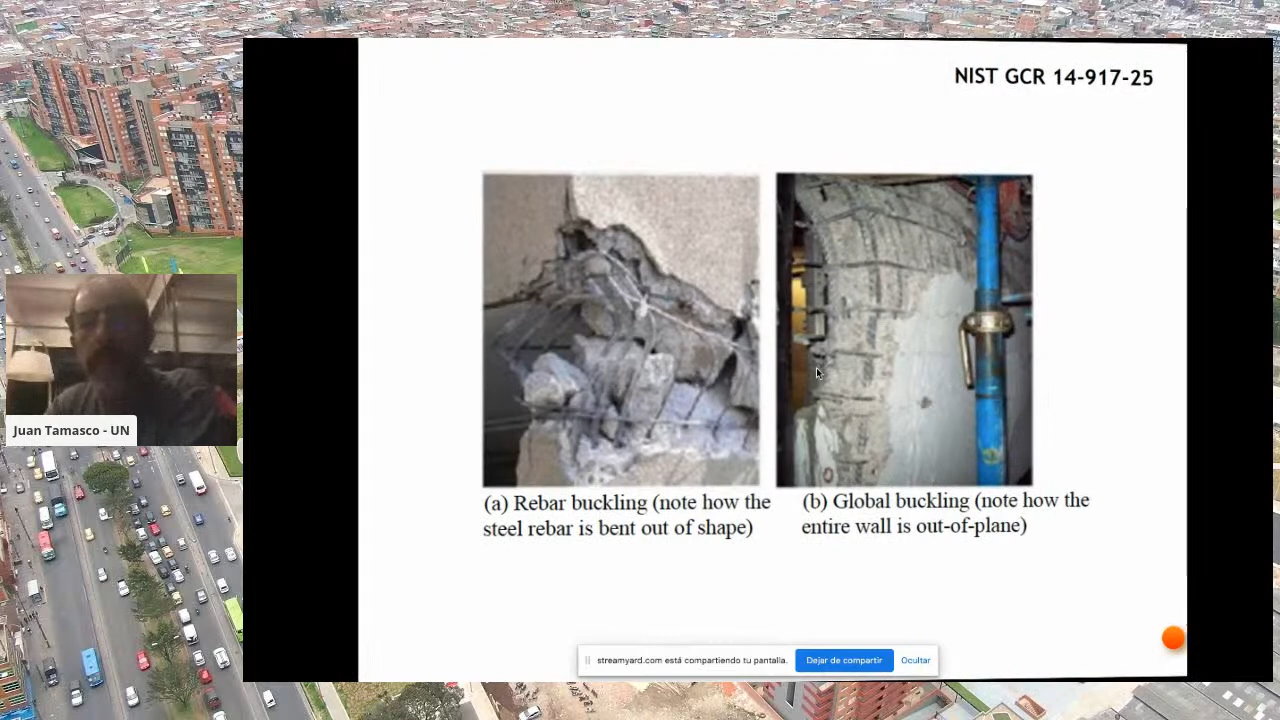 NIST GCR 14-917-25
(a) Rebar buckling (note how the
steel rebar is bent out of shape)
(b) Global buckling (note how the
entire wall is out-of-plane)
Juan Tamasco - UN
streamyard.com está compartiendo tu pantalla.
Dejar de compartir
Ocultar